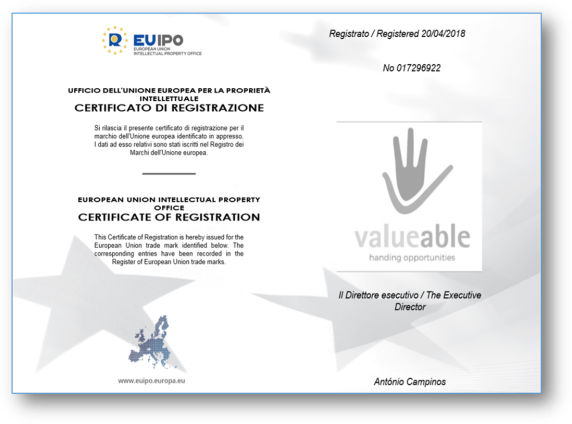 EUIPO
EUROPEAN UNION
INTELLECTUAL PROPERTY OFFICE
UFFICIO DELL'UNIONE EUROPEA PER LA PROPRIETÀ
INTELLETTUALE
CERTIFICATO DI REGISTRAZIONE
Si rilascia il presente certificato di registrazione per il
marchio dell'Unione europea identificato in appresso.
I dati ad esso relativi sono stati iscritti nel Registro dei
Marchi dell'Unione europea.
EUROPEAN UNION INTELLECTUAL PROPERTY
OFFICE
CERTIFICATE OF REGISTRATION
This Certificate of Registration is hereby issued for the
European Union trade mark identified below. The
corresponding entries have been recorded in the
Register of European Union trade marks.
www.euipo.europa.eu
Registrato / Registered 20/04/2018
No 017296922
valueable
handing opportunities
Il Direttore esecutivo / The Executive
Director
António Campinos